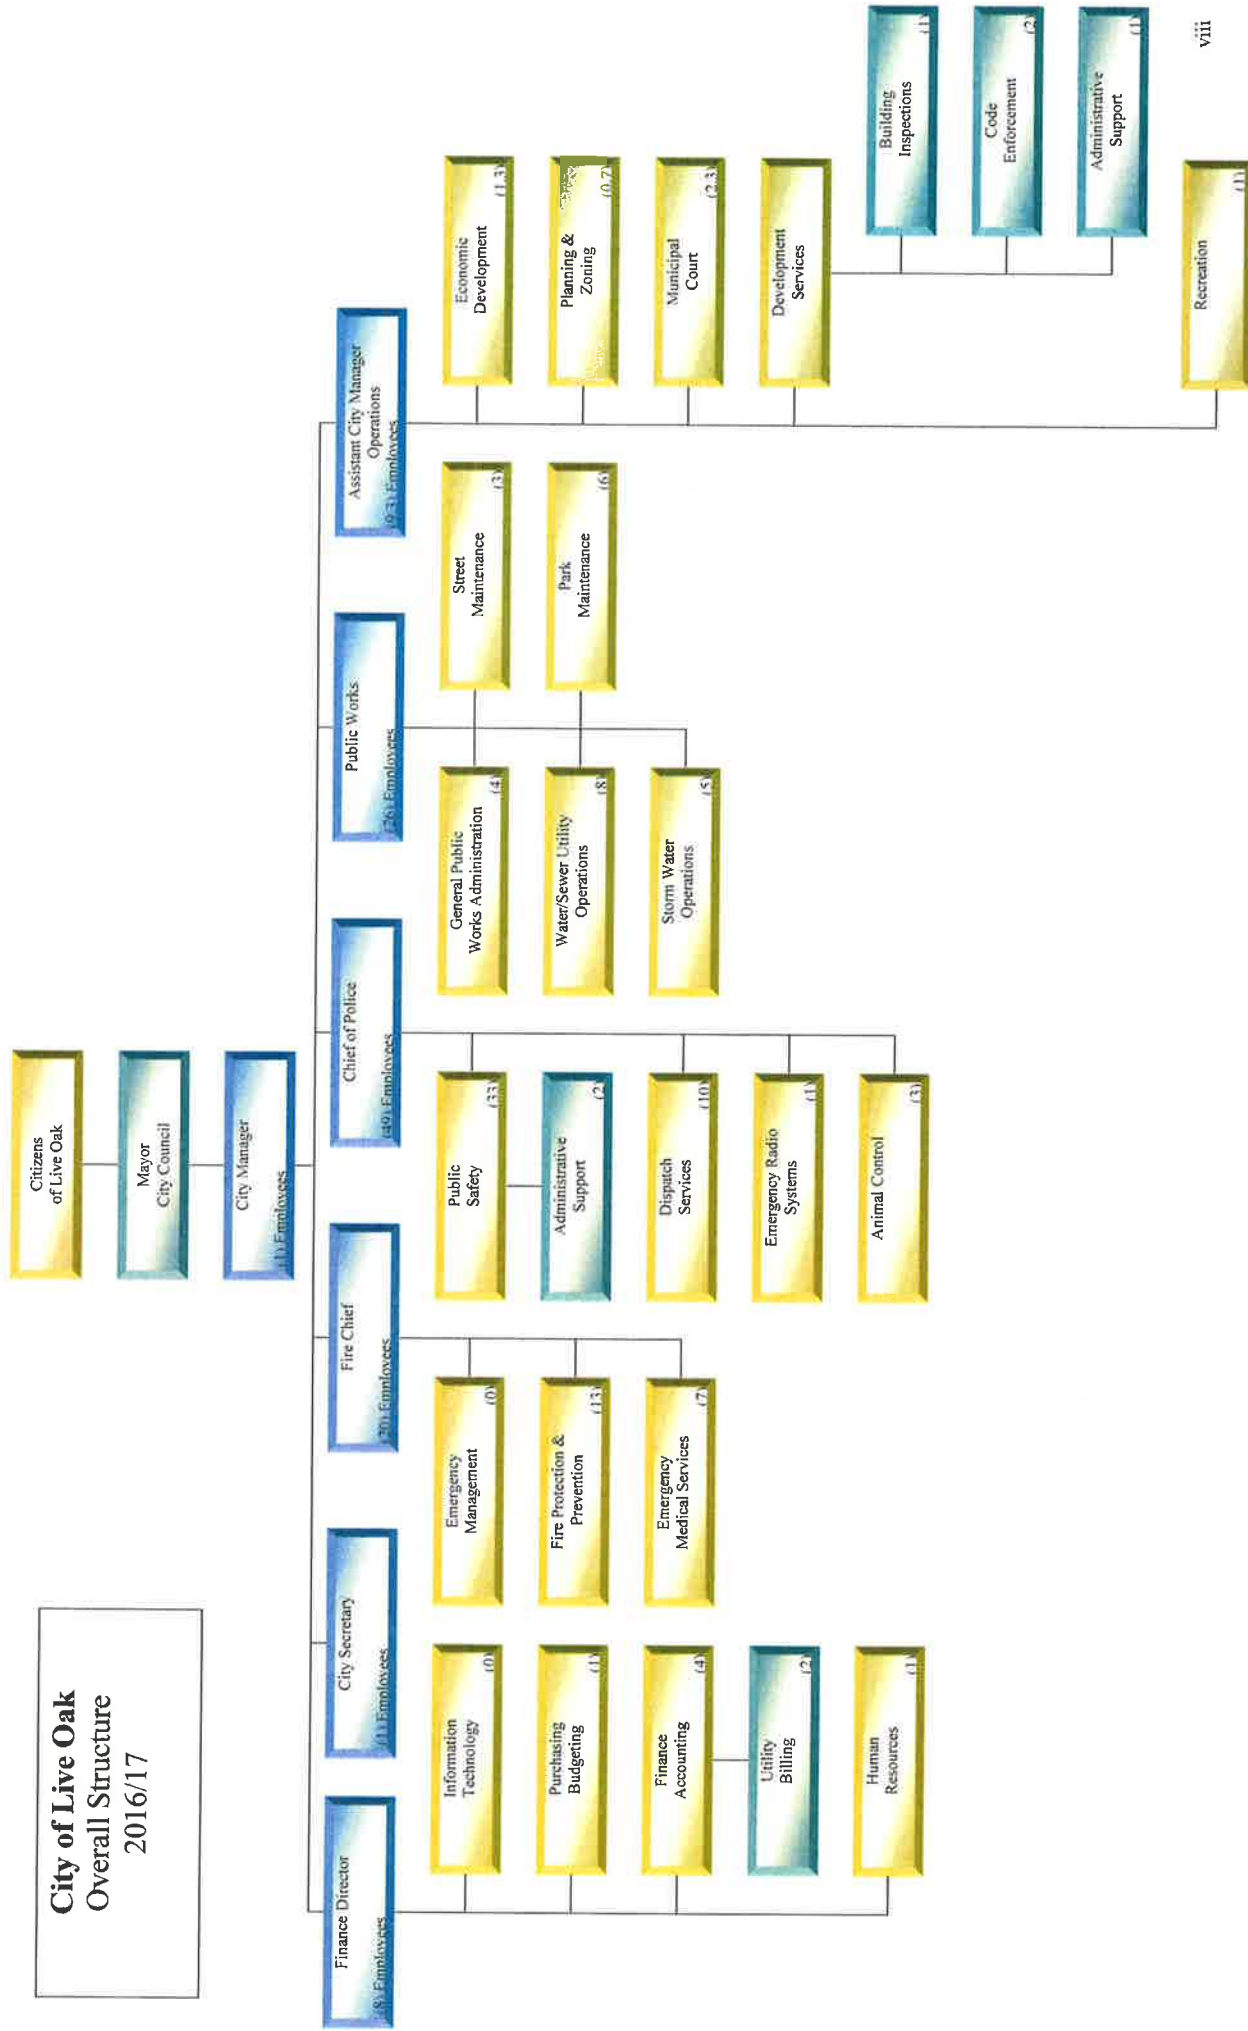 City of Live Oak
Overall Structure
2016/17
Citizens
of Live Oak
Mayor
City Council
City Manager
(1) Employees
Finance Director
(8) Employees
City Secretary
(1) Employees
Fire Chief
(20) Employees
Chief of Police
(49) Employees
Public Works
(26) Employees
Assistant City Manager
Operations
(9.3) Employees
Information
Technology
(0)
Purchasing
Budgeting
(1)
Finance
Accounting
(4)
Utility
Billing
(2)
Human
Resources
(1)
Emergency
Management
(0)
Fire Protection &
Prevention
(13)
Emergency
Medical Services
(7)
Public
Safety
(33)
Administrative
Support
(2)
Dispatch
Services
(10)
Emergency Radio
Systems
(1)
Animal Control
(3)
General Public
Works Administration
(4)
Water/Sewer Utility
Operations
(8)
Storm Water
Operations
(5)
Street
Maintenance
(3)
Park
Maintenance
(6)
Economic
Development
(1.3)
Planning &
Zoning
(0.7)
Municipal
Court
(2.3)
Development
Services
Building
Inspections
(1)
Code
Enforcement
(2)
Administrative
Support
(1)
Recreation
(1)
viii